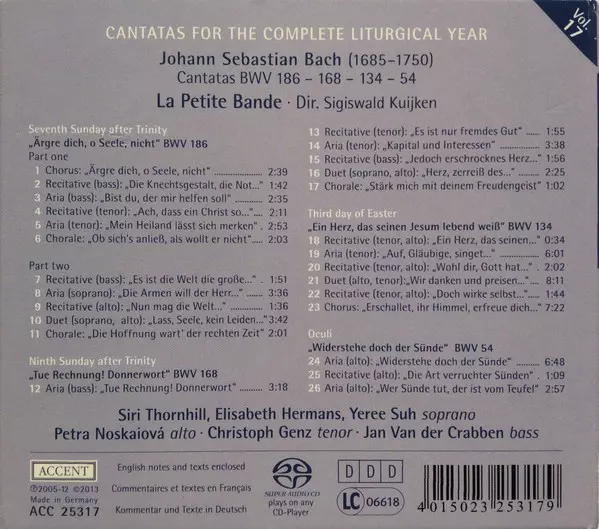 CANTATAS FOR THE COMPLETE LITURGICAL YEAR
Vol. 17
Johann Sebastian Bach (1685–1750)
Cantatas BWV 186 – 168 – 134 – 54
La Petite Bande · Dir. Sigiswald Kuijken
Seventh Sunday after Trinity
„Ärgre dich, o Seele, nicht" BWV 186
Part one
1 Chorus: „Ärgre dich, o Seele, nicht" ................. 2:39
2 Recitative (bass): „Die Knechtsgestalt, die Not..." 1:42
3 Aria (bass): „Bist du, der mir helfen soll" ........ 2:35
4 Recitative (tenor): „Ach, dass ein Christ so..." .... 2:11
5 Aria (tenor): „Mein Heiland lässt sich merken" . 2:53
6 Chorale: „Ob sich's anließ, als wollt er nicht" ..... 2:03
Part two
7 Recitative (bass): „Es ist die Welt die große..." . 1:51
8 Aria (soprano): „Die Armen will der Herr..." ...... 3:36
9 Recitative (alto): „Nun mag die Welt..." ............ 1:36
10 Duet (soprano, alto): „Lass, Seele, kein Leiden..." 3:42
11 Chorale: „Die Hoffnung wart' der rechten Zeit" 2:01
Ninth Sunday after Trinity
„Tue Rechnung! Donnerwort" BWV 168
12 Aria (bass): „Tue Rechnung! Donnerwort" .......... 3:18
13 Recitative (tenor): „Es ist nur fremdes Gut" ..... 1:55
14 Aria (tenor): „Kapital und Interessen" ............. 3:38
15 Recitative (bass): „Jedoch erschrocknes Herz..." 1:56
16 Duet (soprano, alto): „Herz, zerreiß des..." ....... 2:25
17 Chorale: „Stärk mich mit deinem Freudengeist" 1:02
Third day of Easter
„Ein Herz, das seinen Jesum lebend weiß" BWV 134
18 Recitative (tenor, alto): „Ein Herz, das seinen..." 0:34
19 Aria (tenor): „Auf, Gläubige, singet..." .............. 6:01
20 Recitative (tenor, alto): „Wohl dir, Gott hat..." . 2:02
21 Duet (alto, tenor): „Wir danken und preisen..." .. 8:11
22 Recitative (tenor, alto): „Doch wirke selbst..." ... 1:44
23 Chorus: „Erschallet, ihr Himmel, erfreue dich..." 7:22
Oculi
„Widerstehe doch der Sünde" BWV 54
24 Aria (alto): „Widerstehe doch der Sünde" .......... 6:48
25 Recitative (alto): „Die Art verruchter Sünden" . 1:09
26 Aria (alto): „Wer Sünde tut, der ist vom Teufel" 2:57
Siri Thornhill, Elisabeth Hermans, Yeree Suh soprano
Petra Noskaiová alto · Christoph Genz tenor · Jan Van der Crabben bass
ACCENT
℗2005-12 ©2013
Made in Germany
ACC 25317
English notes and texts enclosed
Commentaires et textes en Français
Kommentar und Texte in Deutsch
SUPER AUDIO CD
plays on any
CD-Player
D D D
LC 06618
4 015023 253179